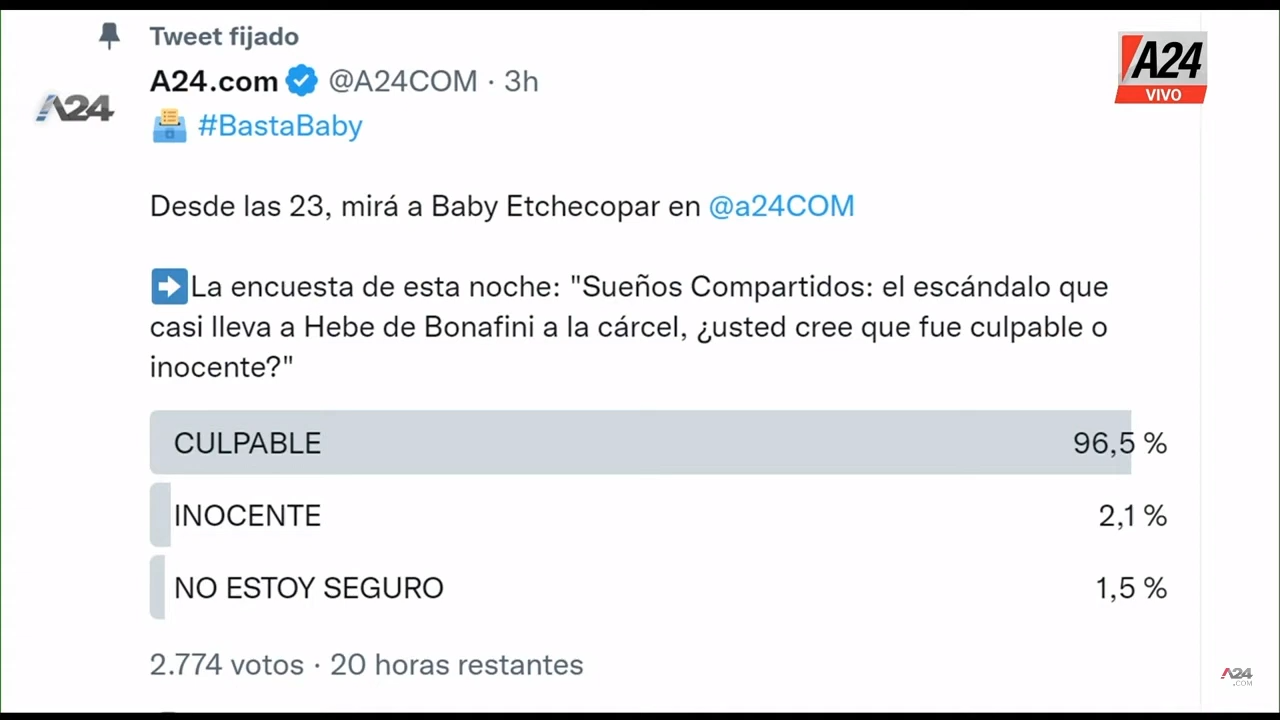 Tweet fijado
A24.com @A24COM · 3h
#BastaBaby
Desde las 23, mirá a Baby Etchecopar en @a24COM
La encuesta de esta noche: "Sueños Compartidos: el escándalo que
casi lleva a Hebe de Bonafini a la cárcel, ¿usted cree que fue culpable o
inocente?"
CULPABLE 96,5 %
INOCENTE 2,1 %
NO ESTOY SEGURO 1,5 %
2.774 votos · 20 horas restantes
A24
A24
VIVO
A24
.COM